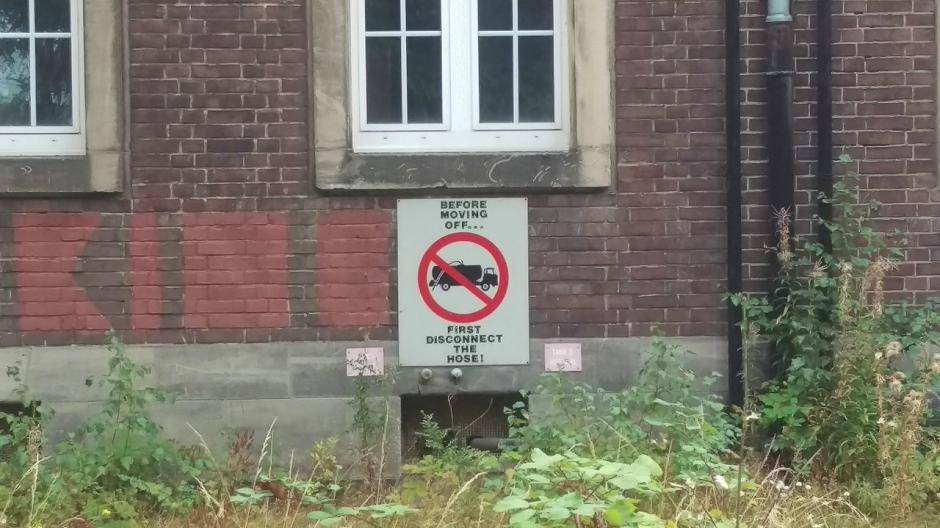 BEFORE
MOVING
OFF...
FIRST
DISCONNECT
THE
HOSE!